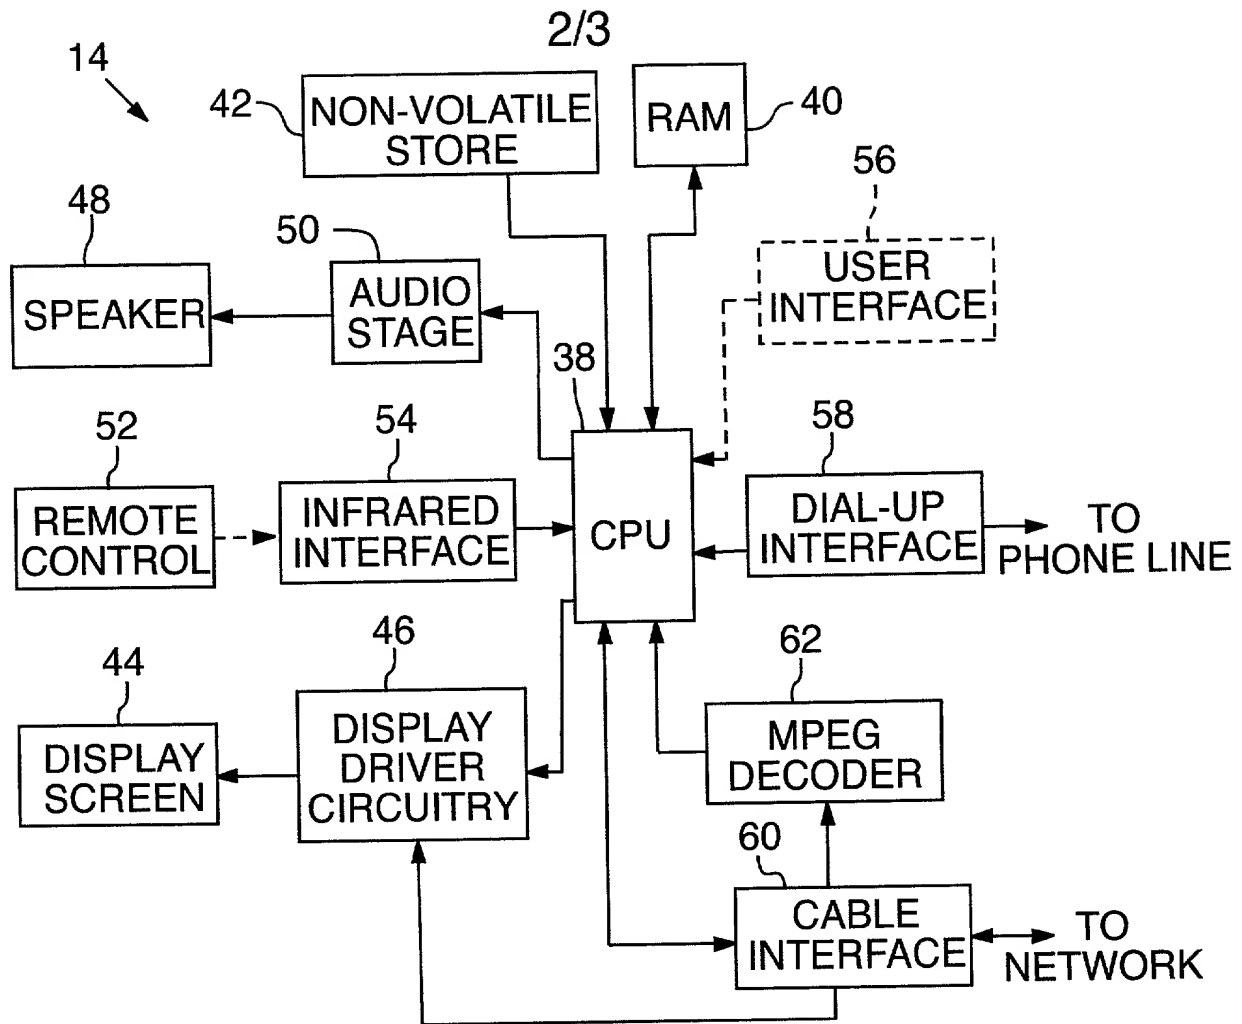 2/3
14
42
NON-VOLATILE
STORE
RAM
40
56
USER
INTERFACE
48
SPEAKER
50
AUDIO
STAGE
38
CPU
52
REMOTE
CONTROL
54
INFRARED
INTERFACE
58
DIAL-UP
INTERFACE
TO
PHONE LINE
44
DISPLAY
SCREEN
46
DISPLAY
DRIVER
CIRCUITRY
62
MPEG
DECODER
60
CABLE
INTERFACE
TO
NETWORK